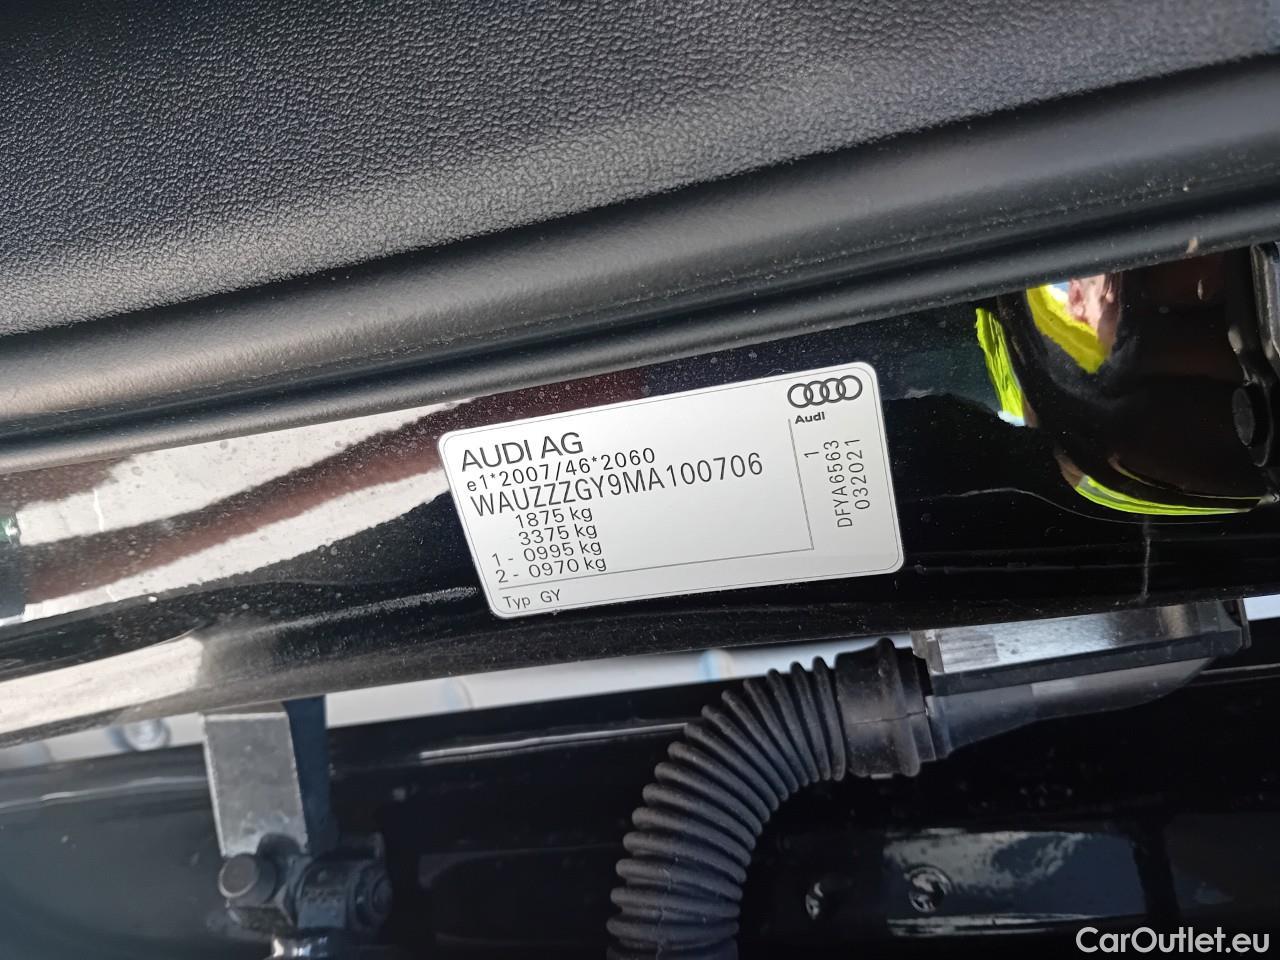 AUDI AG
e1*2007/46*2060
WAUZZZGY9MA100706
1875 kg
3375 kg
1 - 0995 kg
2 - 0970 kg
Typ GY
Audi
1
DFYA6563
032021
CarOutlet.eu